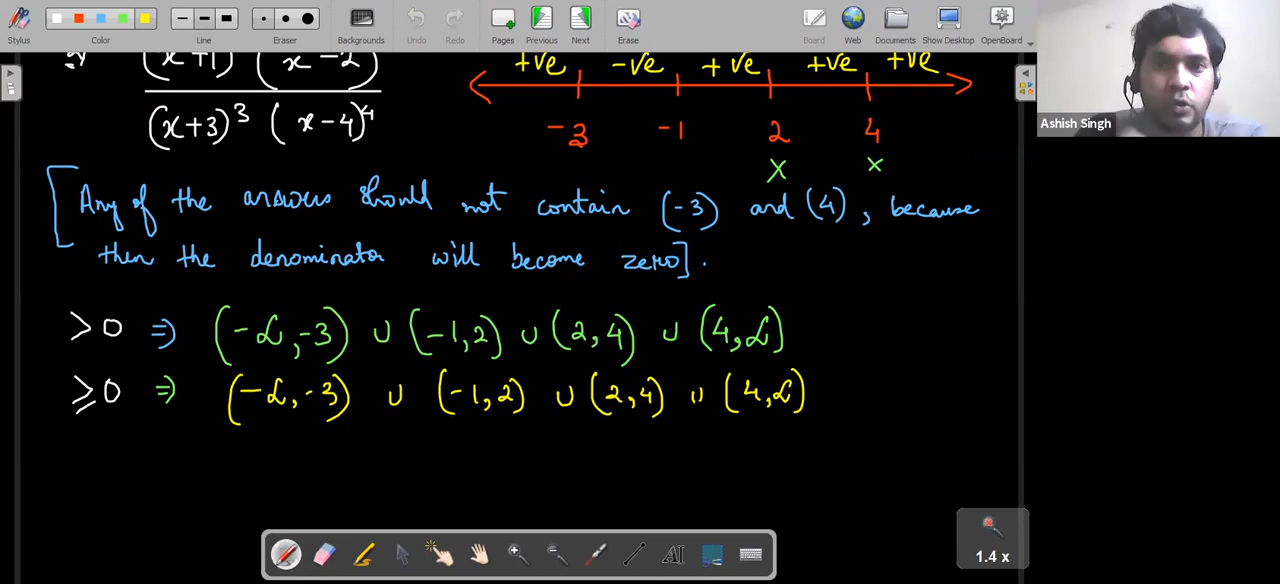 Stylus Color Line Eraser Backgrounds Undo Redo Pages Previous Next Erase Board Web Documents Show Desktop OpenBoard
(x+1) (x-2)
+ve -ve +ve +ve +ve
(x+3)³ (x-4)⁴
-3 -1 2 4
x x
Ashish Singh
[Any of the answers should not contain (-3) and (4), because
then the denominator will become zero].
>0 ⇒ (-∞,-3) ∪ (-1,2) ∪ (2,4) ∪ (4,∞)
≥0 ⇒ (-∞,-3) ∪ (-1,2) ∪ (2,4) ∪ (4,∞)
AI
1.4 x